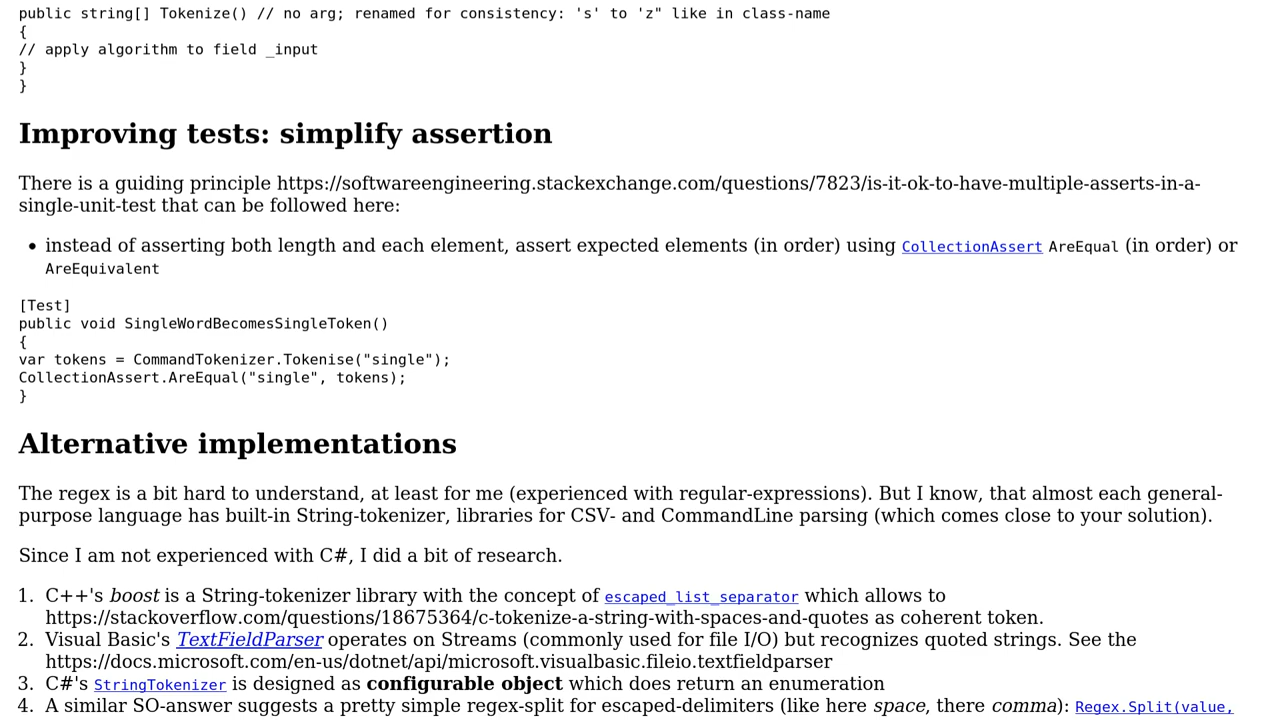 public string[] Tokenize() // no arg; renamed for consistency: 's' to 'z" like in class-name
{
// apply algorithm to field _input
}
}
Improving tests: simplify assertion
There is a guiding principle https://softwareengineering.stackexchange.com/questions/7823/is-it-ok-to-have-multiple-asserts-in-a-
single-unit-test that can be followed here:
• instead of asserting both length and each element, assert expected elements (in order) using CollectionAssert AreEqual (in order) or
AreEquivalent
[Test]
public void SingleWordBecomesSingleToken()
{
var tokens = CommandTokenizer.Tokenise("single");
CollectionAssert.AreEqual("single", tokens);
}
Alternative implementations
The regex is a bit hard to understand, at least for me (experienced with regular-expressions). But I know, that almost each general-
purpose language has built-in String-tokenizer, libraries for CSV- and CommandLine parsing (which comes close to your solution).
Since I am not experienced with C#, I did a bit of research.
1. C++'s boost is a String-tokenizer library with the concept of escaped_list_separator which allows to
https://stackoverflow.com/questions/18675364/c-tokenize-a-string-with-spaces-and-quotes as coherent token.
2. Visual Basic's TextFieldParser operates on Streams (commonly used for file I/O) but recognizes quoted strings. See the
https://docs.microsoft.com/en-us/dotnet/api/microsoft.visualbasic.fileio.textfieldparser
3. C#'s StringTokenizer is designed as configurable object which does return an enumeration
4. A similar SO-answer suggests a pretty simple regex-split for escaped-delimiters (like here space, there comma): Regex.Split(value,